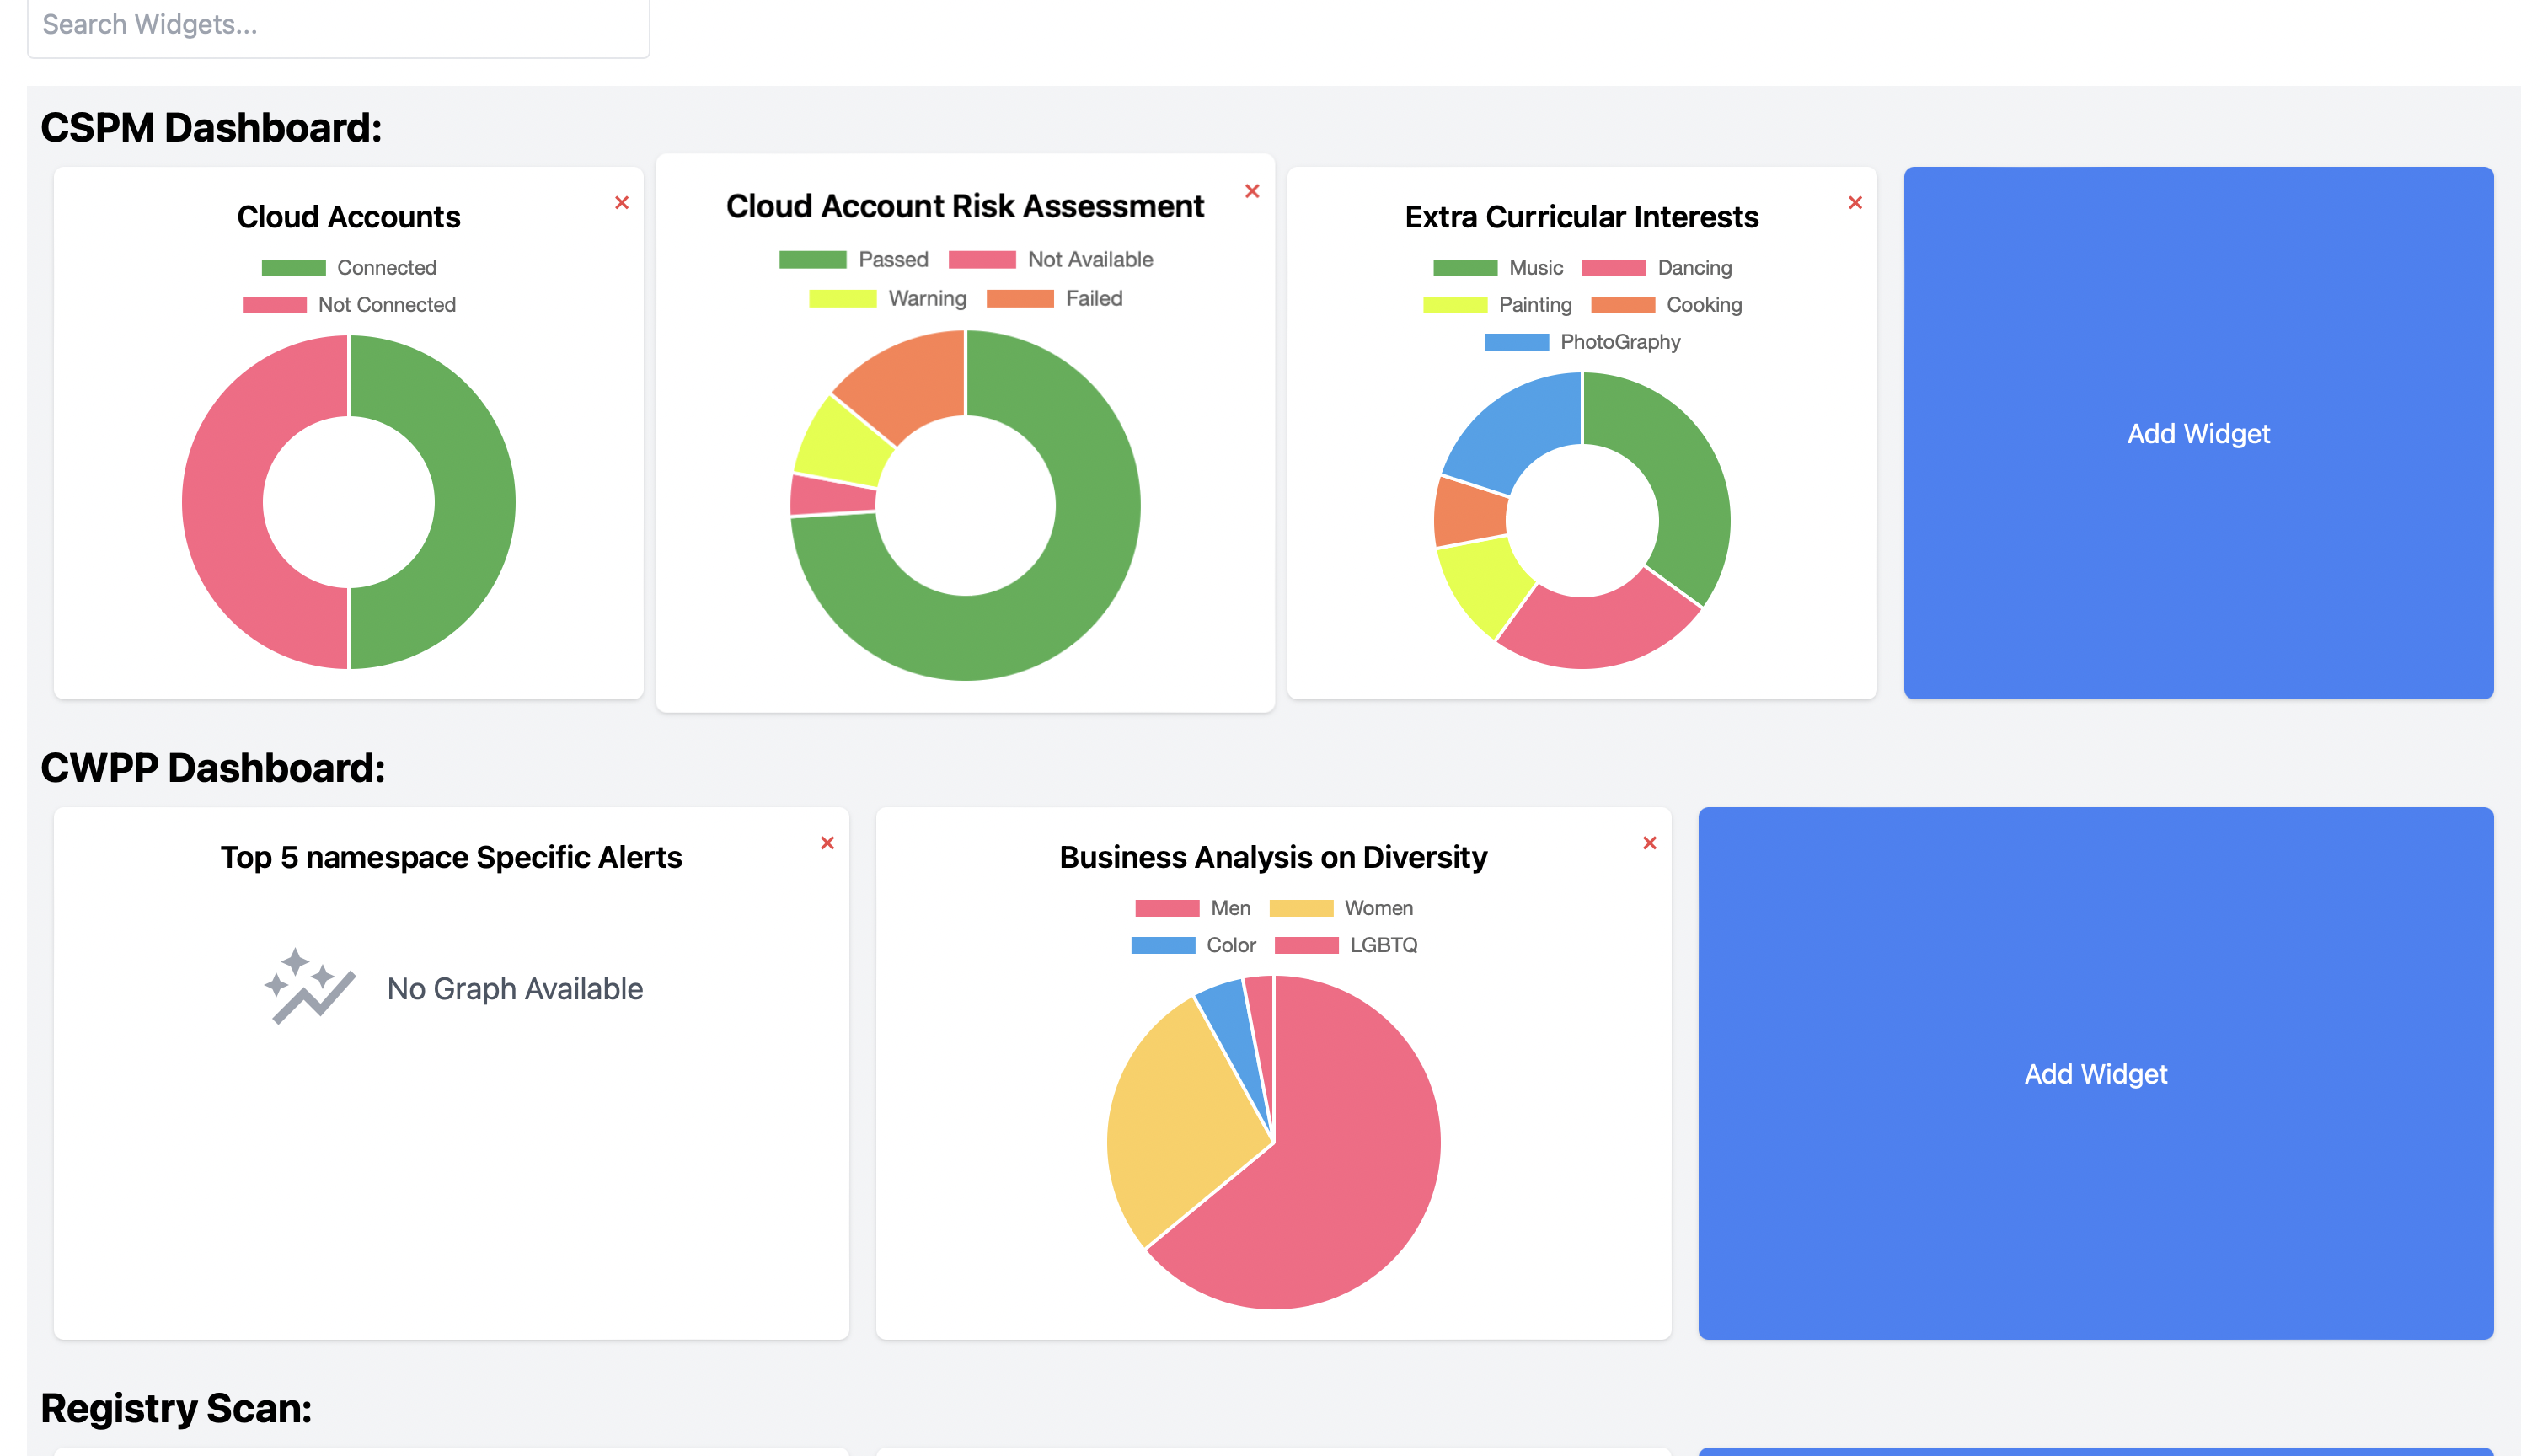 Search Widgets...
CSPM Dashboard:
Cloud Accounts
Connected
Not Connected
Cloud Account Risk Assessment
Passed Not Available
Warning Failed
Extra Curricular Interests
Music Dancing
Painting Cooking
PhotoGraphy
Add Widget
CWPP Dashboard:
Top 5 namespace Specific Alerts
No Graph Available
Business Analysis on Diversity
Men Women
Color LGBTQ
Add Widget
Registry Scan: